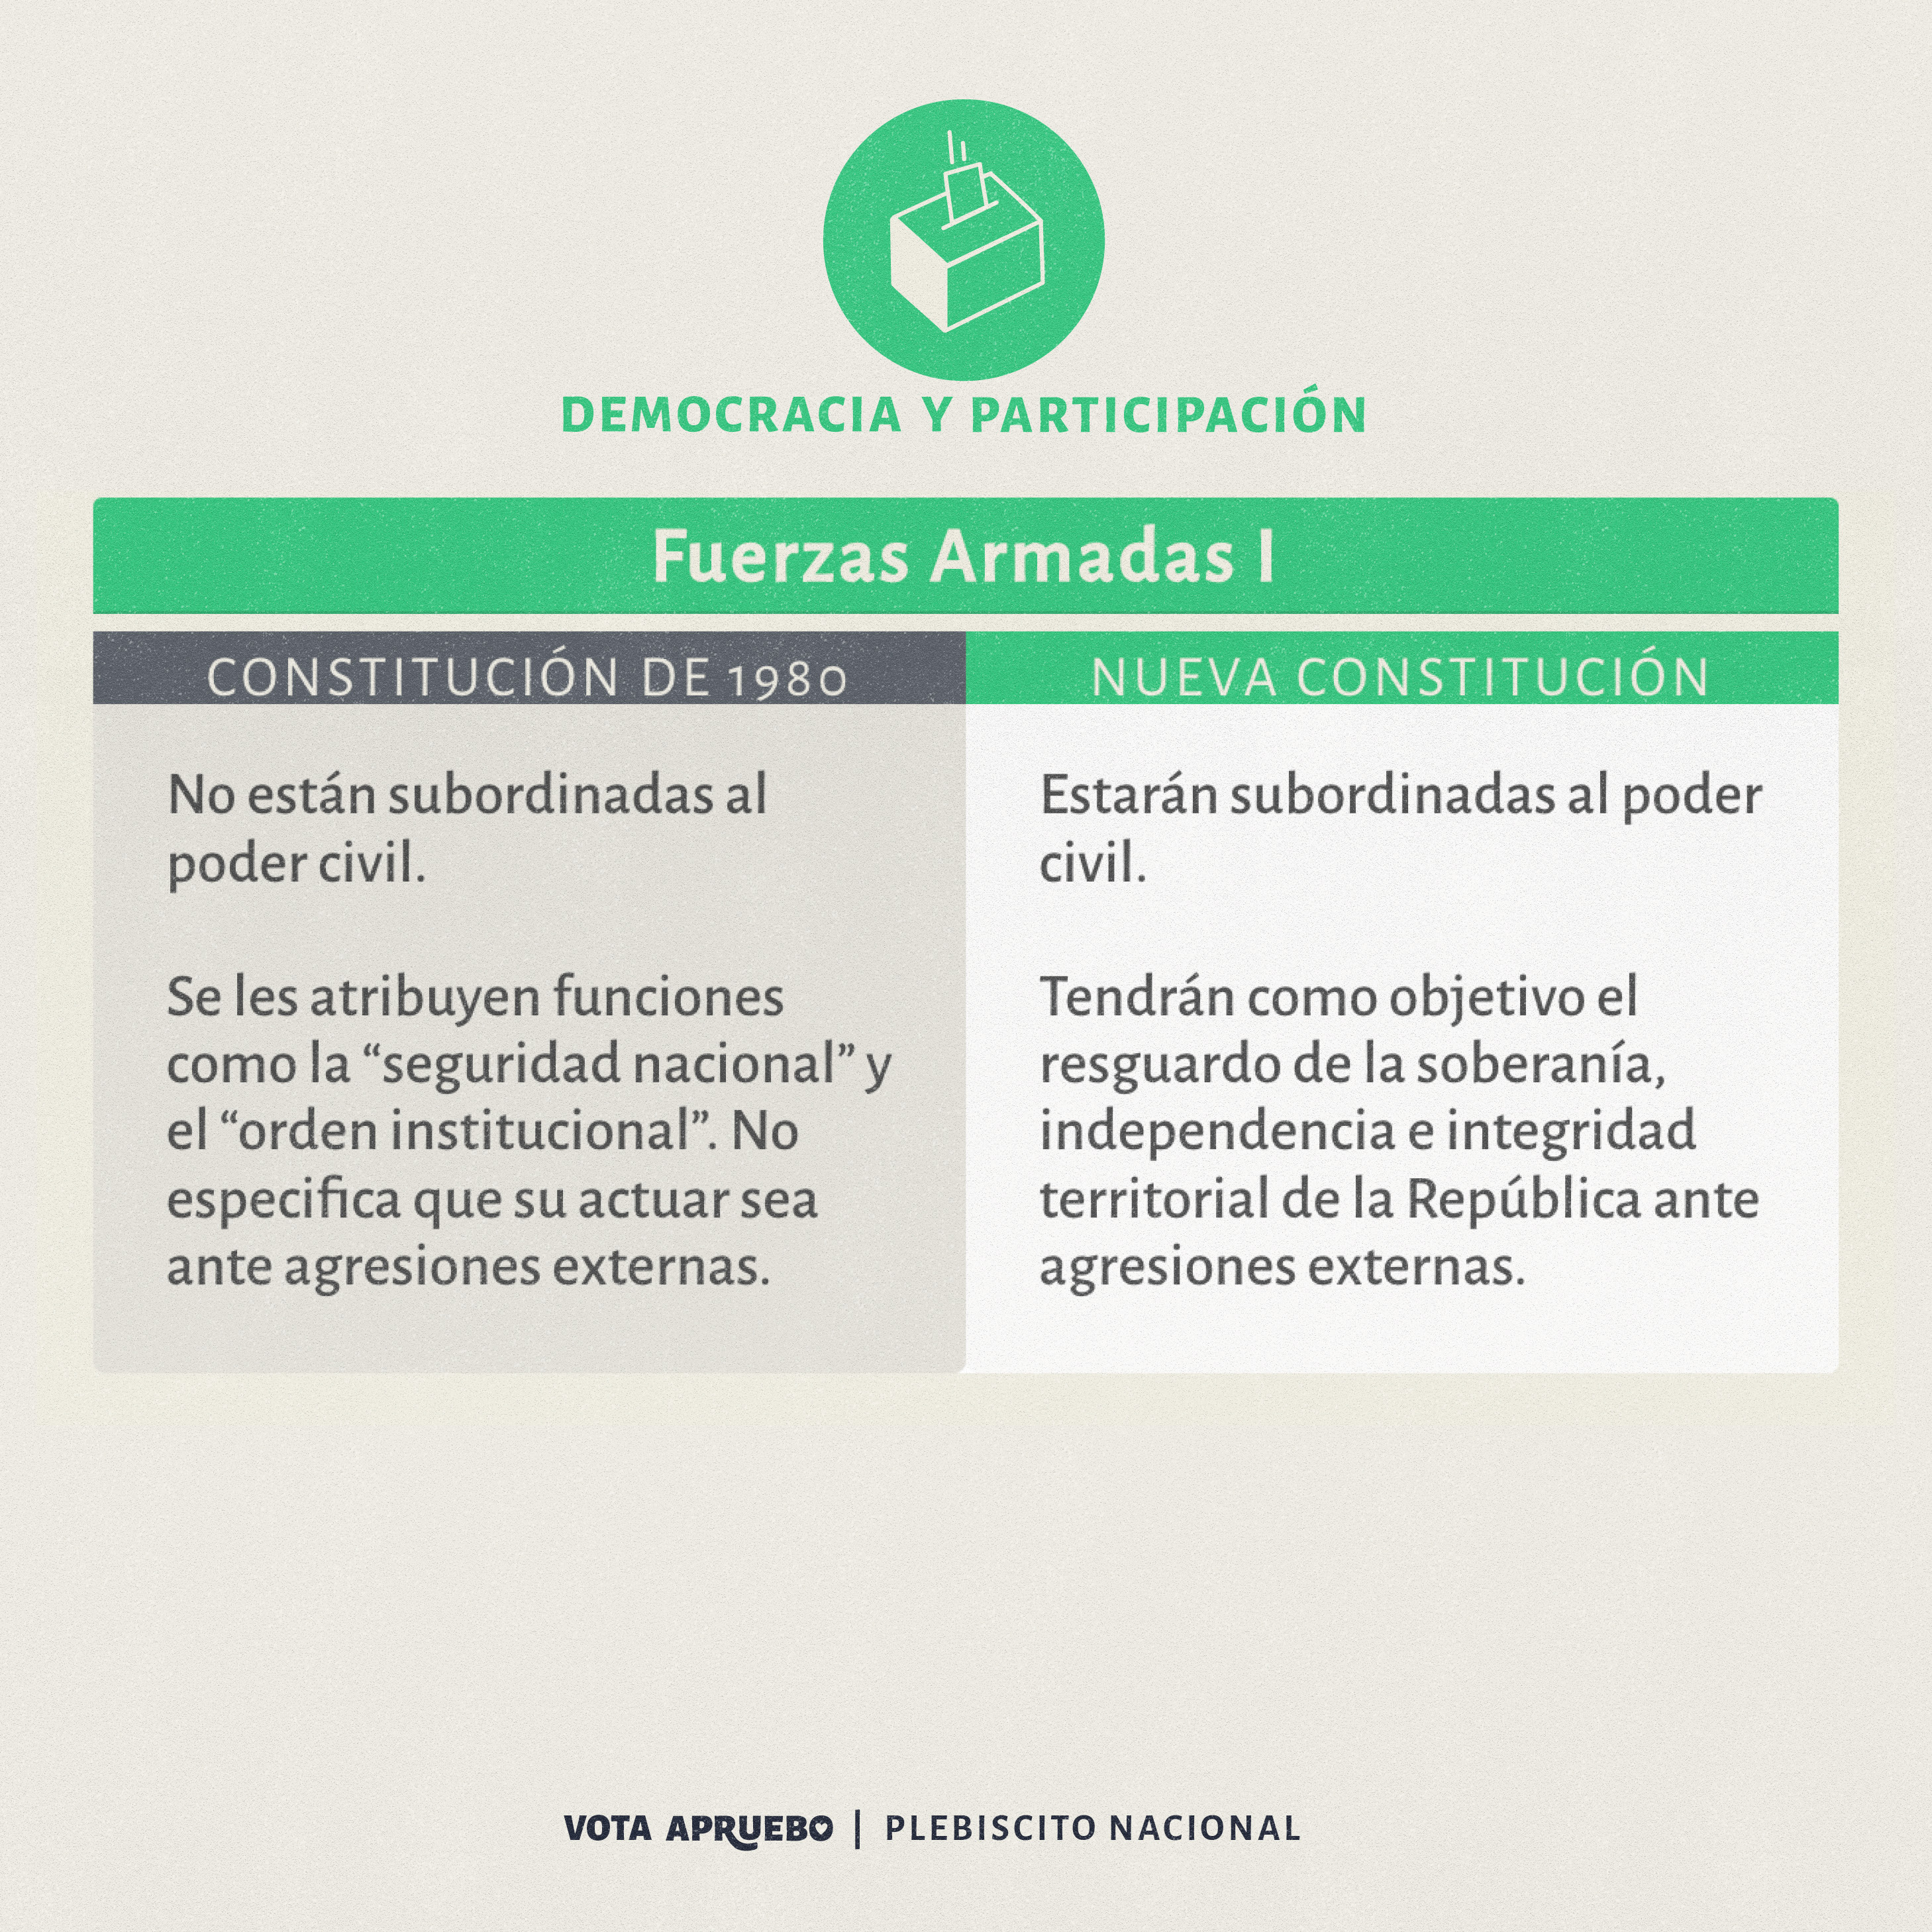 DEMOCRACIA Y PARTICIPACIÓN
Fuerzas Armadas I
CONSTITUCIÓN DE 1980
No están subordinadas al
poder civil.
Se les atribuyen funciones
como la “seguridad nacional” y
el “orden institucional”. No
especifica que su actuar sea
ante agresiones externas.
NUEVA CONSTITUCIÓN
Estarán subordinadas al poder
civil.
Tendrán como objetivo el
resguardo de la soberanía,
independencia e integridad
territorial de la República ante
agresiones externas.
VOTA APRUEBO | PLEBISCITO NACIONAL